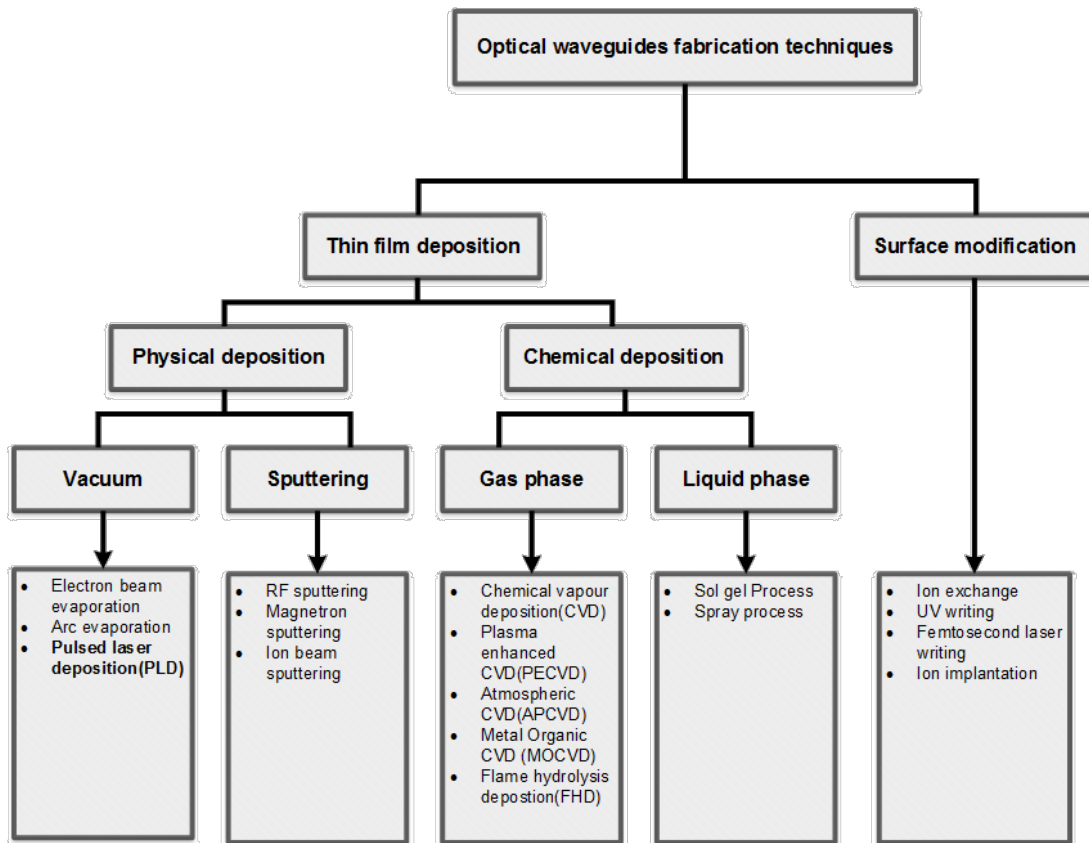 Optical waveguides fabrication techniques
Thin film deposition
Surface modification
Physical deposition
Chemical deposition
Vacuum
Sputtering
Gas phase
Liquid phase
• Electron beam
evaporation
• Arc evaporation
• Pulsed laser
deposition(PLD)
• RF sputtering
• Magnetron
sputtering
• Ion beam
sputtering
• Chemical vapour
deposition(CVD)
• Plasma
enhanced
CVD(PECVD)
• Atmospheric
CVD(APCVD)
• Metal Organic
CVD (MOCVD)
• Flame hydrolysis
depostion(FHD)
• Sol gel Process
• Spray process
• Ion exchange
• UV writing
• Femtosecond laser
writing
• Ion implantation